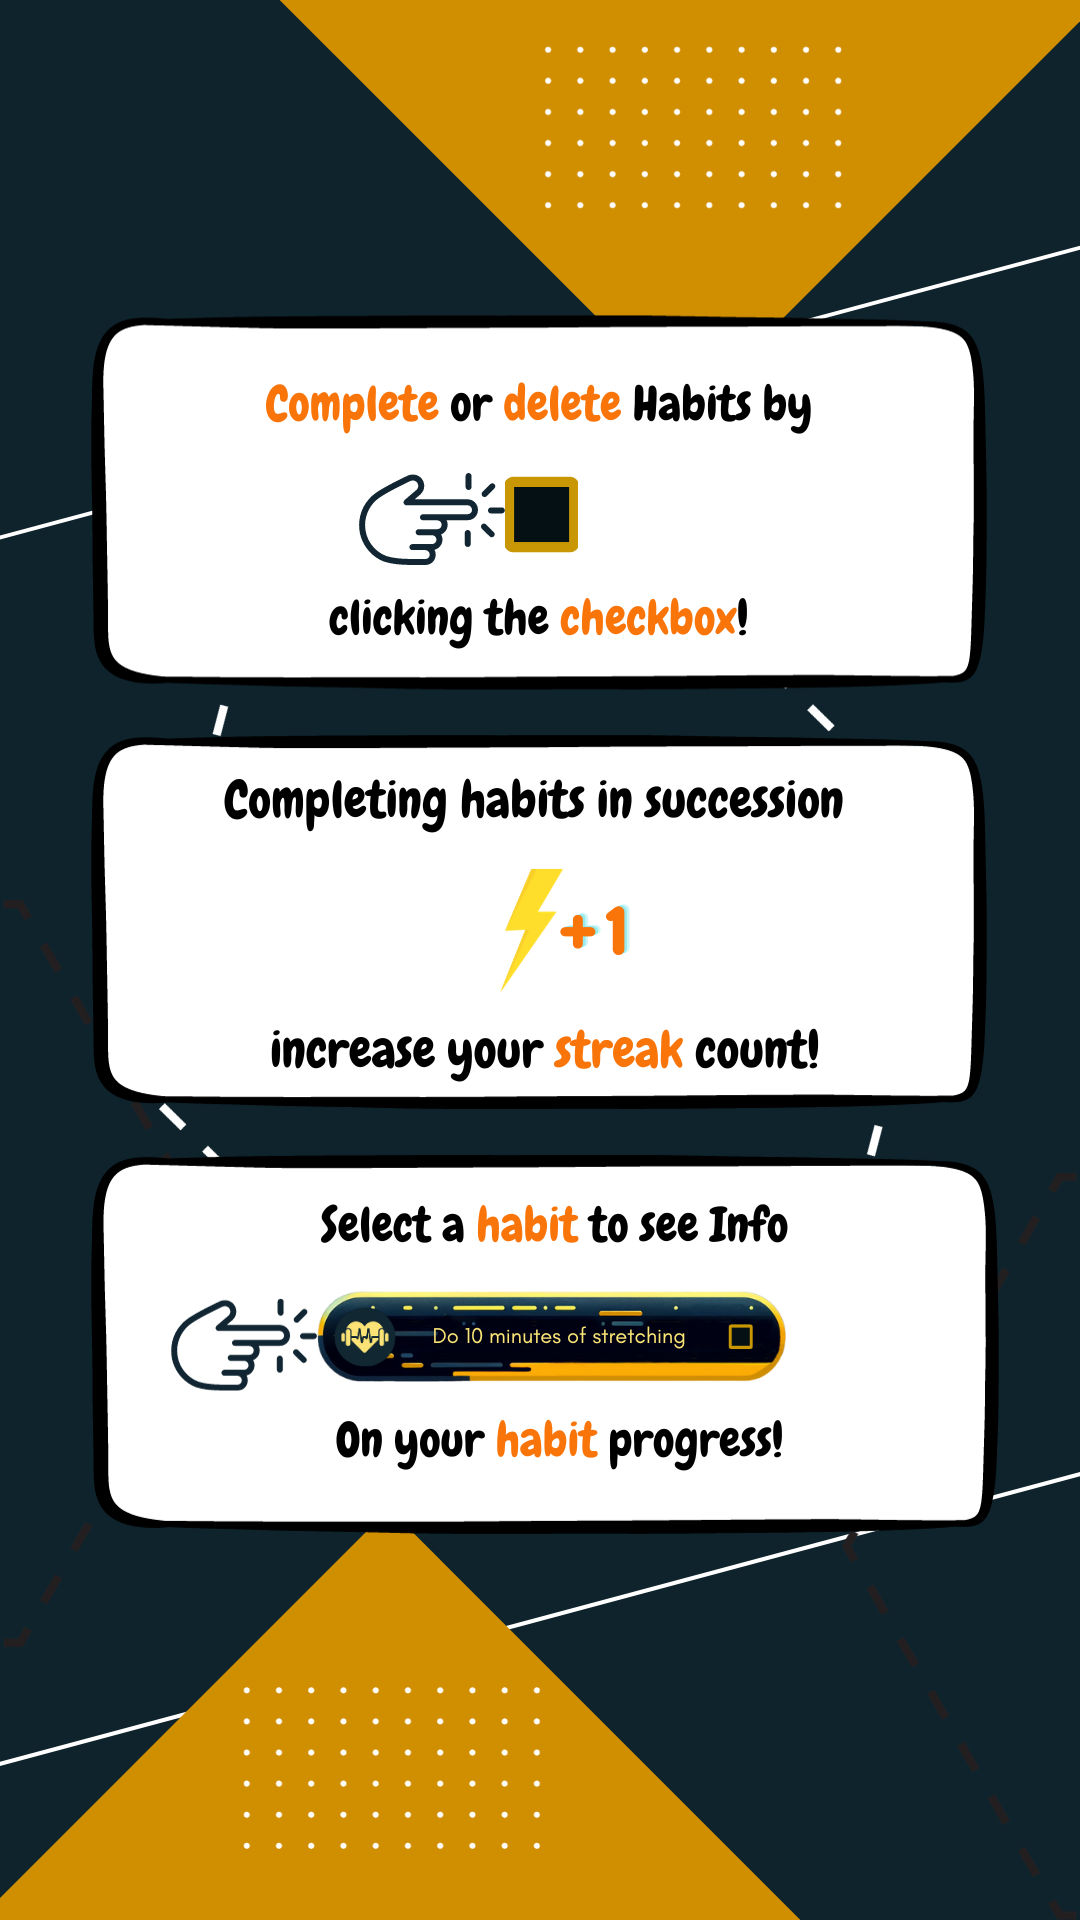 Complete or delete Habits by
clicking the checkbox!
Completing habits in succession
+1
increase your streak count!
Select a habit to see Info
Do 10 minutes of stretching
On your habit progress!